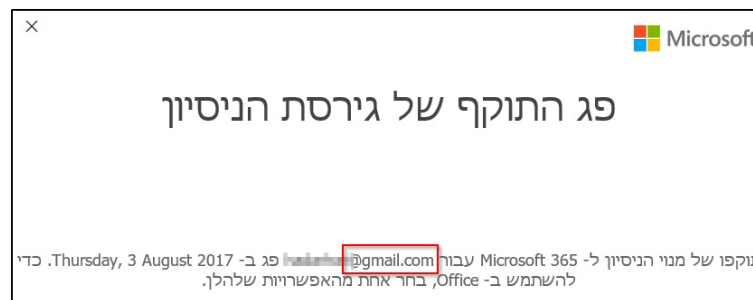 Microsoft
פג התוקף של גירסת הניסיון
תוקפו של מנוי הניסיון ל- Microsoft 365 עבור @gmail.com פג ב- Thursday, 3 August 2017. כדי
להשתמש ב- Office, בחר אחת מהאפשרויות שלהלן.